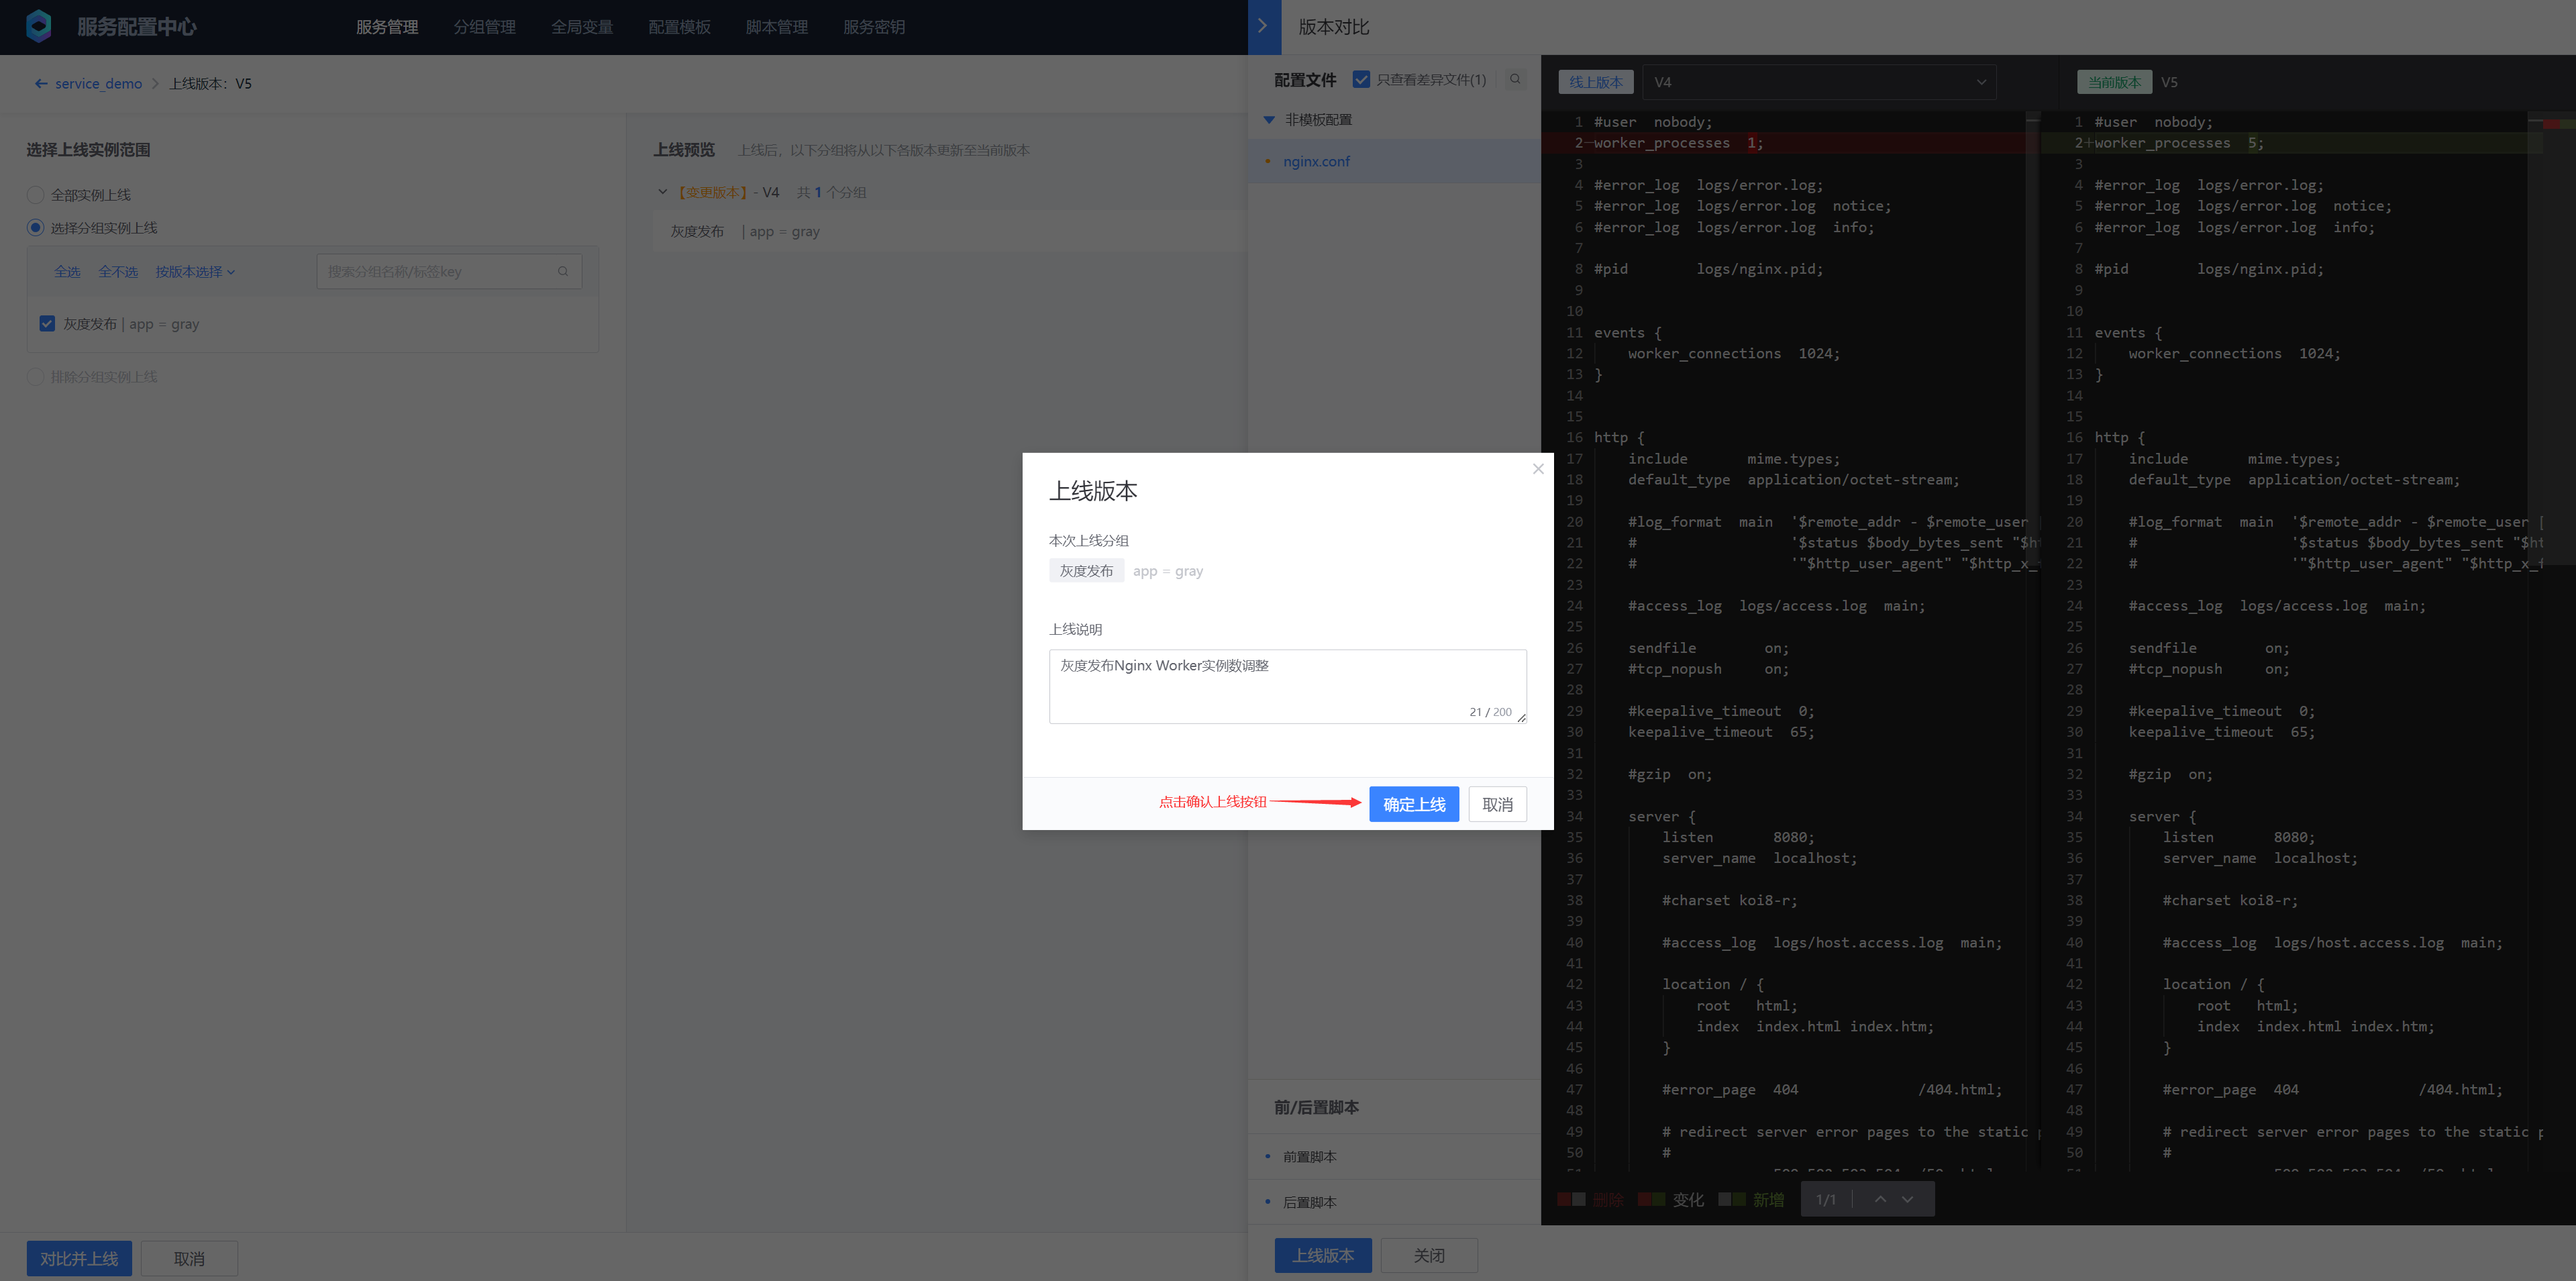 服务配置中心
服务管理 分组管理 全局变量 配置模板 脚本管理 服务密钥
service_demo 上线版本：V5
选择上线实例范围
全部实例上线
选择分组实例上线
全选 全不选 按版本选择 搜索分组名称/标签key
灰度发布 | app = gray
排除分组实例上线
上线预览 上线后，以下分组将从以下各版本更新至当前版本
【变更版本】- V4 共 1 个分组
灰度发布 | app = gray
对比并上线 取消
版本对比
配置文件 只查看差异文件(1)
非模板配置
nginx.conf
前/后置脚本
前置脚本
后置脚本
上线版本 关闭
上线版本
本次上线分组
灰度发布 app = gray
上线说明
灰度发布Nginx Worker实例数调整
21 / 200
点击确认上线按钮 确定上线 取消
线上版本 V4
1 #user  nobody;
2 −worker_processes  1;
3
4 #error_log  logs/error.log;
5 #error_log  logs/error.log  notice;
6 #error_log  logs/error.log  info;
7
8 #pid        logs/nginx.pid;
9
10
11 events {
12     worker_connections  1024;
13 }
14
15
16 http {
17     include       mime.types;
18     default_type  application/octet-stream;
19
20     #log_format  main  '$remote_addr - $remote_user
21     #                  '$status $body_bytes_sent "$ht
22     #                  '"$http_user_agent" "$http_x_
23
24     #access_log  logs/access.log  main;
25
26     sendfile        on;
27     #tcp_nopush     on;
28
29     #keepalive_timeout  0;
30     keepalive_timeout  65;
31
32     #gzip  on;
33
34     server {
35         listen       8080;
36         server_name  localhost;
37
38         #charset koi8-r;
39
40         #access_log  logs/host.access.log  main;
41
42         location / {
43             root   html;
44             index  index.html index.htm;
45         }
46
47         #error_page  404              /404.html;
48
49         # redirect server error pages to the static p
50         #
当前版本 V5
1 #user  nobody;
2 +worker_processes  5;
3
4 #error_log  logs/error.log;
5 #error_log  logs/error.log  notice;
6 #error_log  logs/error.log  info;
7
8 #pid        logs/nginx.pid;
9
10
11 events {
12     worker_connections  1024;
13 }
14
15
16 http {
17     include       mime.types;
18     default_type  application/octet-stream;
19
20     #log_format  main  '$remote_addr - $remote_user [
21     #                  '$status $body_bytes_sent "$ht
22     #                  '"$http_user_agent" "$http_x_f
23
24     #access_log  logs/access.log  main;
25
26     sendfile        on;
27     #tcp_nopush     on;
28
29     #keepalive_timeout  0;
30     keepalive_timeout  65;
31
32     #gzip  on;
33
34     server {
35         listen       8080;
36         server_name  localhost;
37
38         #charset koi8-r;
39
40         #access_log  logs/host.access.log  main;
41
42         location / {
43             root   html;
44             index  index.html index.htm;
45         }
46
47         #error_page  404              /404.html;
48
49         # redirect server error pages to the static p
50         #
删除 变化 新增 1/1